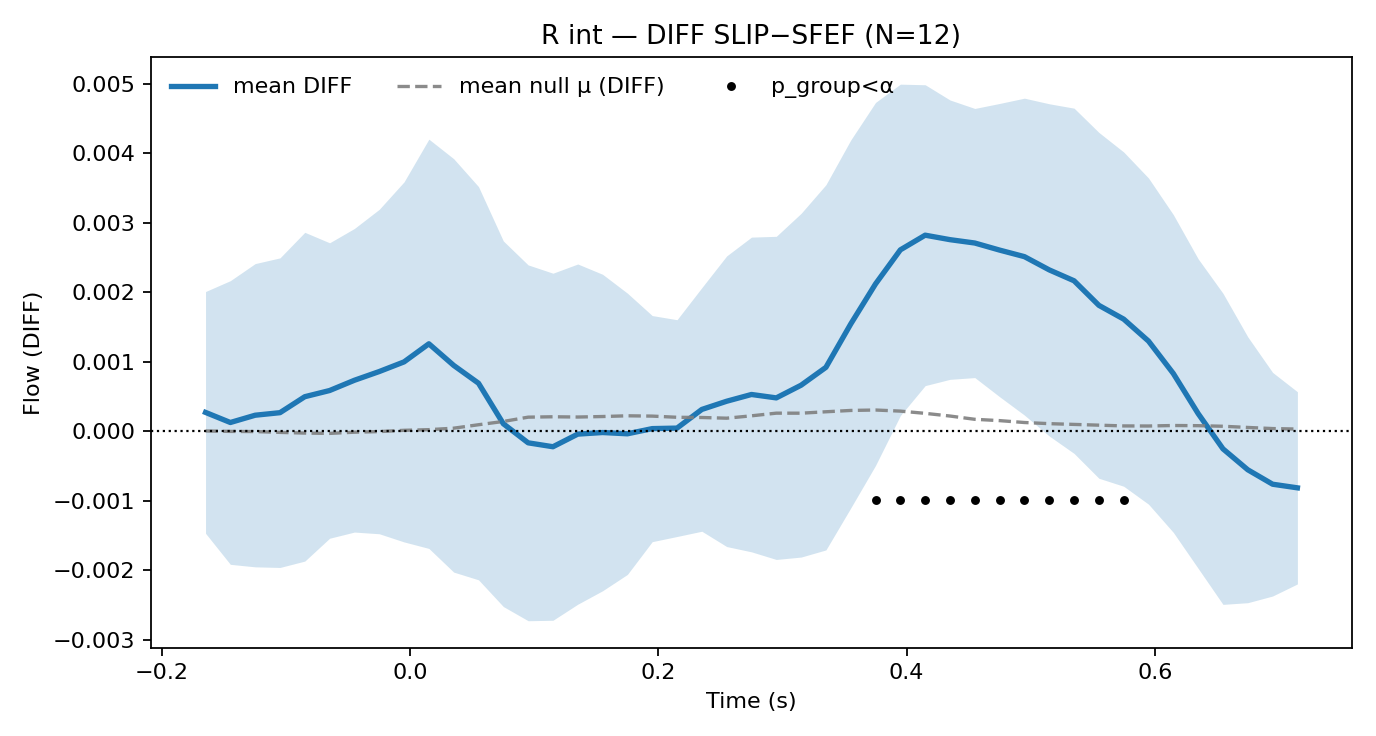 R int — DIFF SLIP−SFEF (N=12)
mean DIFF mean null μ (DIFF) p_group<α
0.005
0.004
0.003
0.002
0.001
0.000
−0.001
−0.002
−0.003
Flow (DIFF)
−0.2 0.0 0.2 0.4 0.6
Time (s)